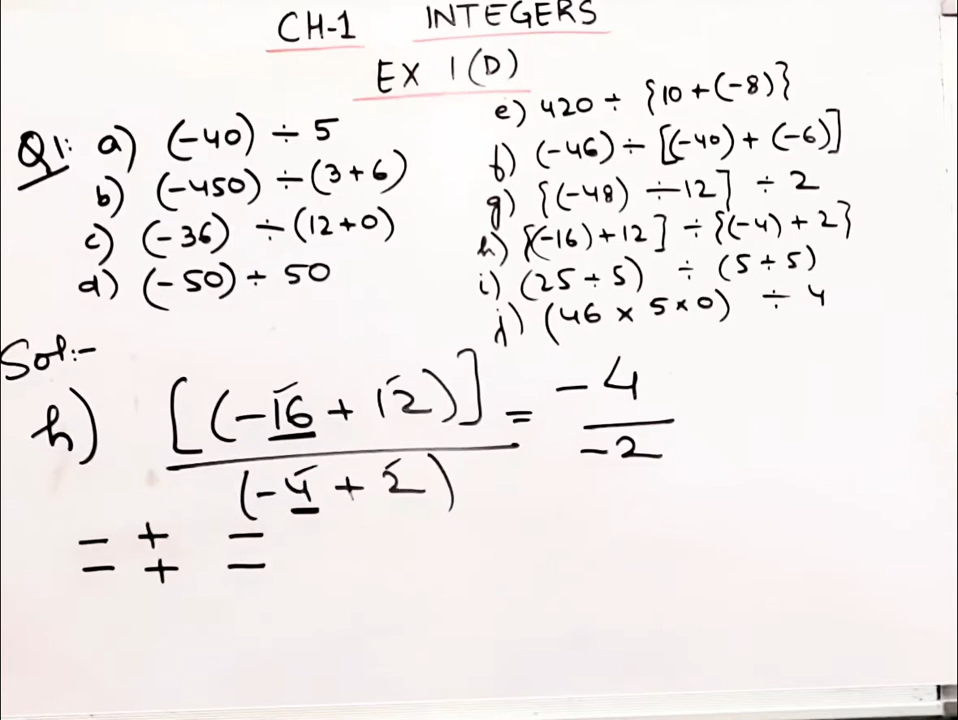 CH-1 INTEGERS
EX 1(D)
Q1: a) (-40) ÷ 5
b) (-450) ÷ (3+6)
c) (-36) ÷ (12+0)
d) (-50) ÷ 50
e) 420 ÷ {10 + (-8)}
f) (-46) ÷ [(-40) + (-6)]
g) {(-48) ÷ 12] ÷ 2
h) {(-16) + 12] ÷ {(-4) + 2}
i) (25 ÷ 5) ÷ (5 ÷ 5)
j) (46 × 5 × 0) ÷ 4
Sol:-
h) [(-16 + 12)] = -4
(-4 + 2) -2
- + =
- + =